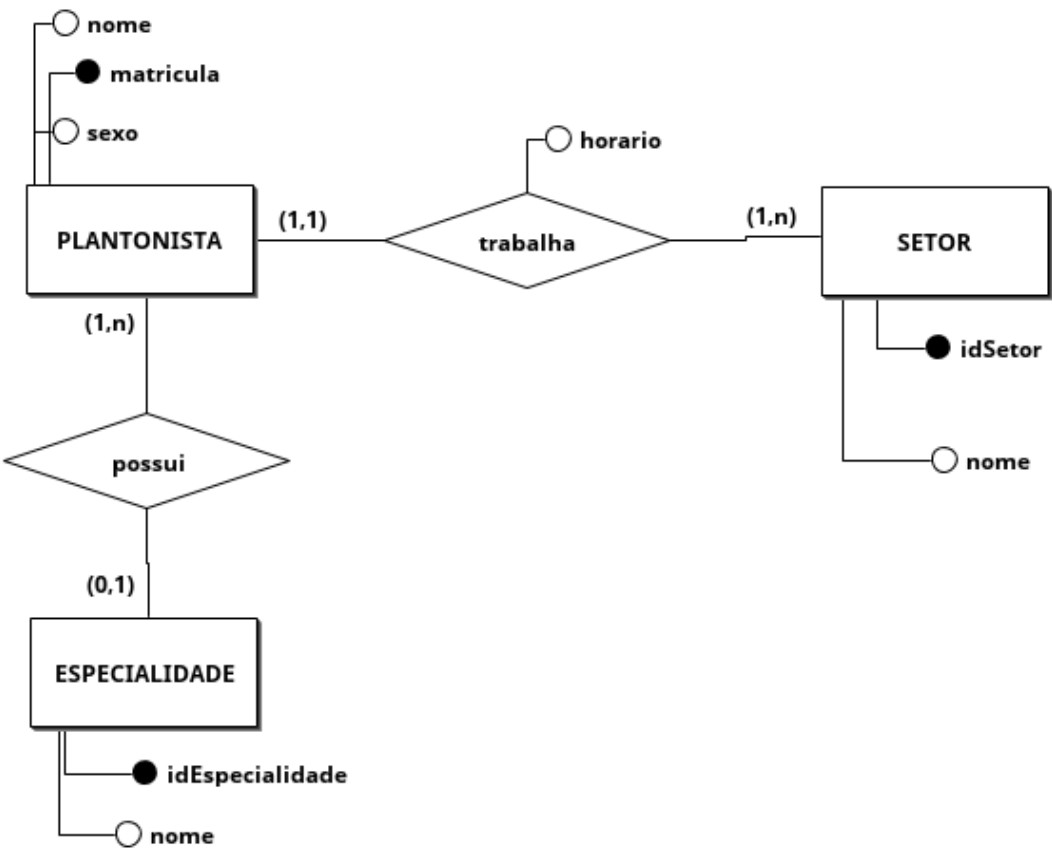 nome
matricula
sexo
horario
PLANTONISTA
(1,1)
trabalha
(1,n)
SETOR
(1,n)
idSetor
nome
possui
(0,1)
ESPECIALIDADE
idEspecialidade
nome